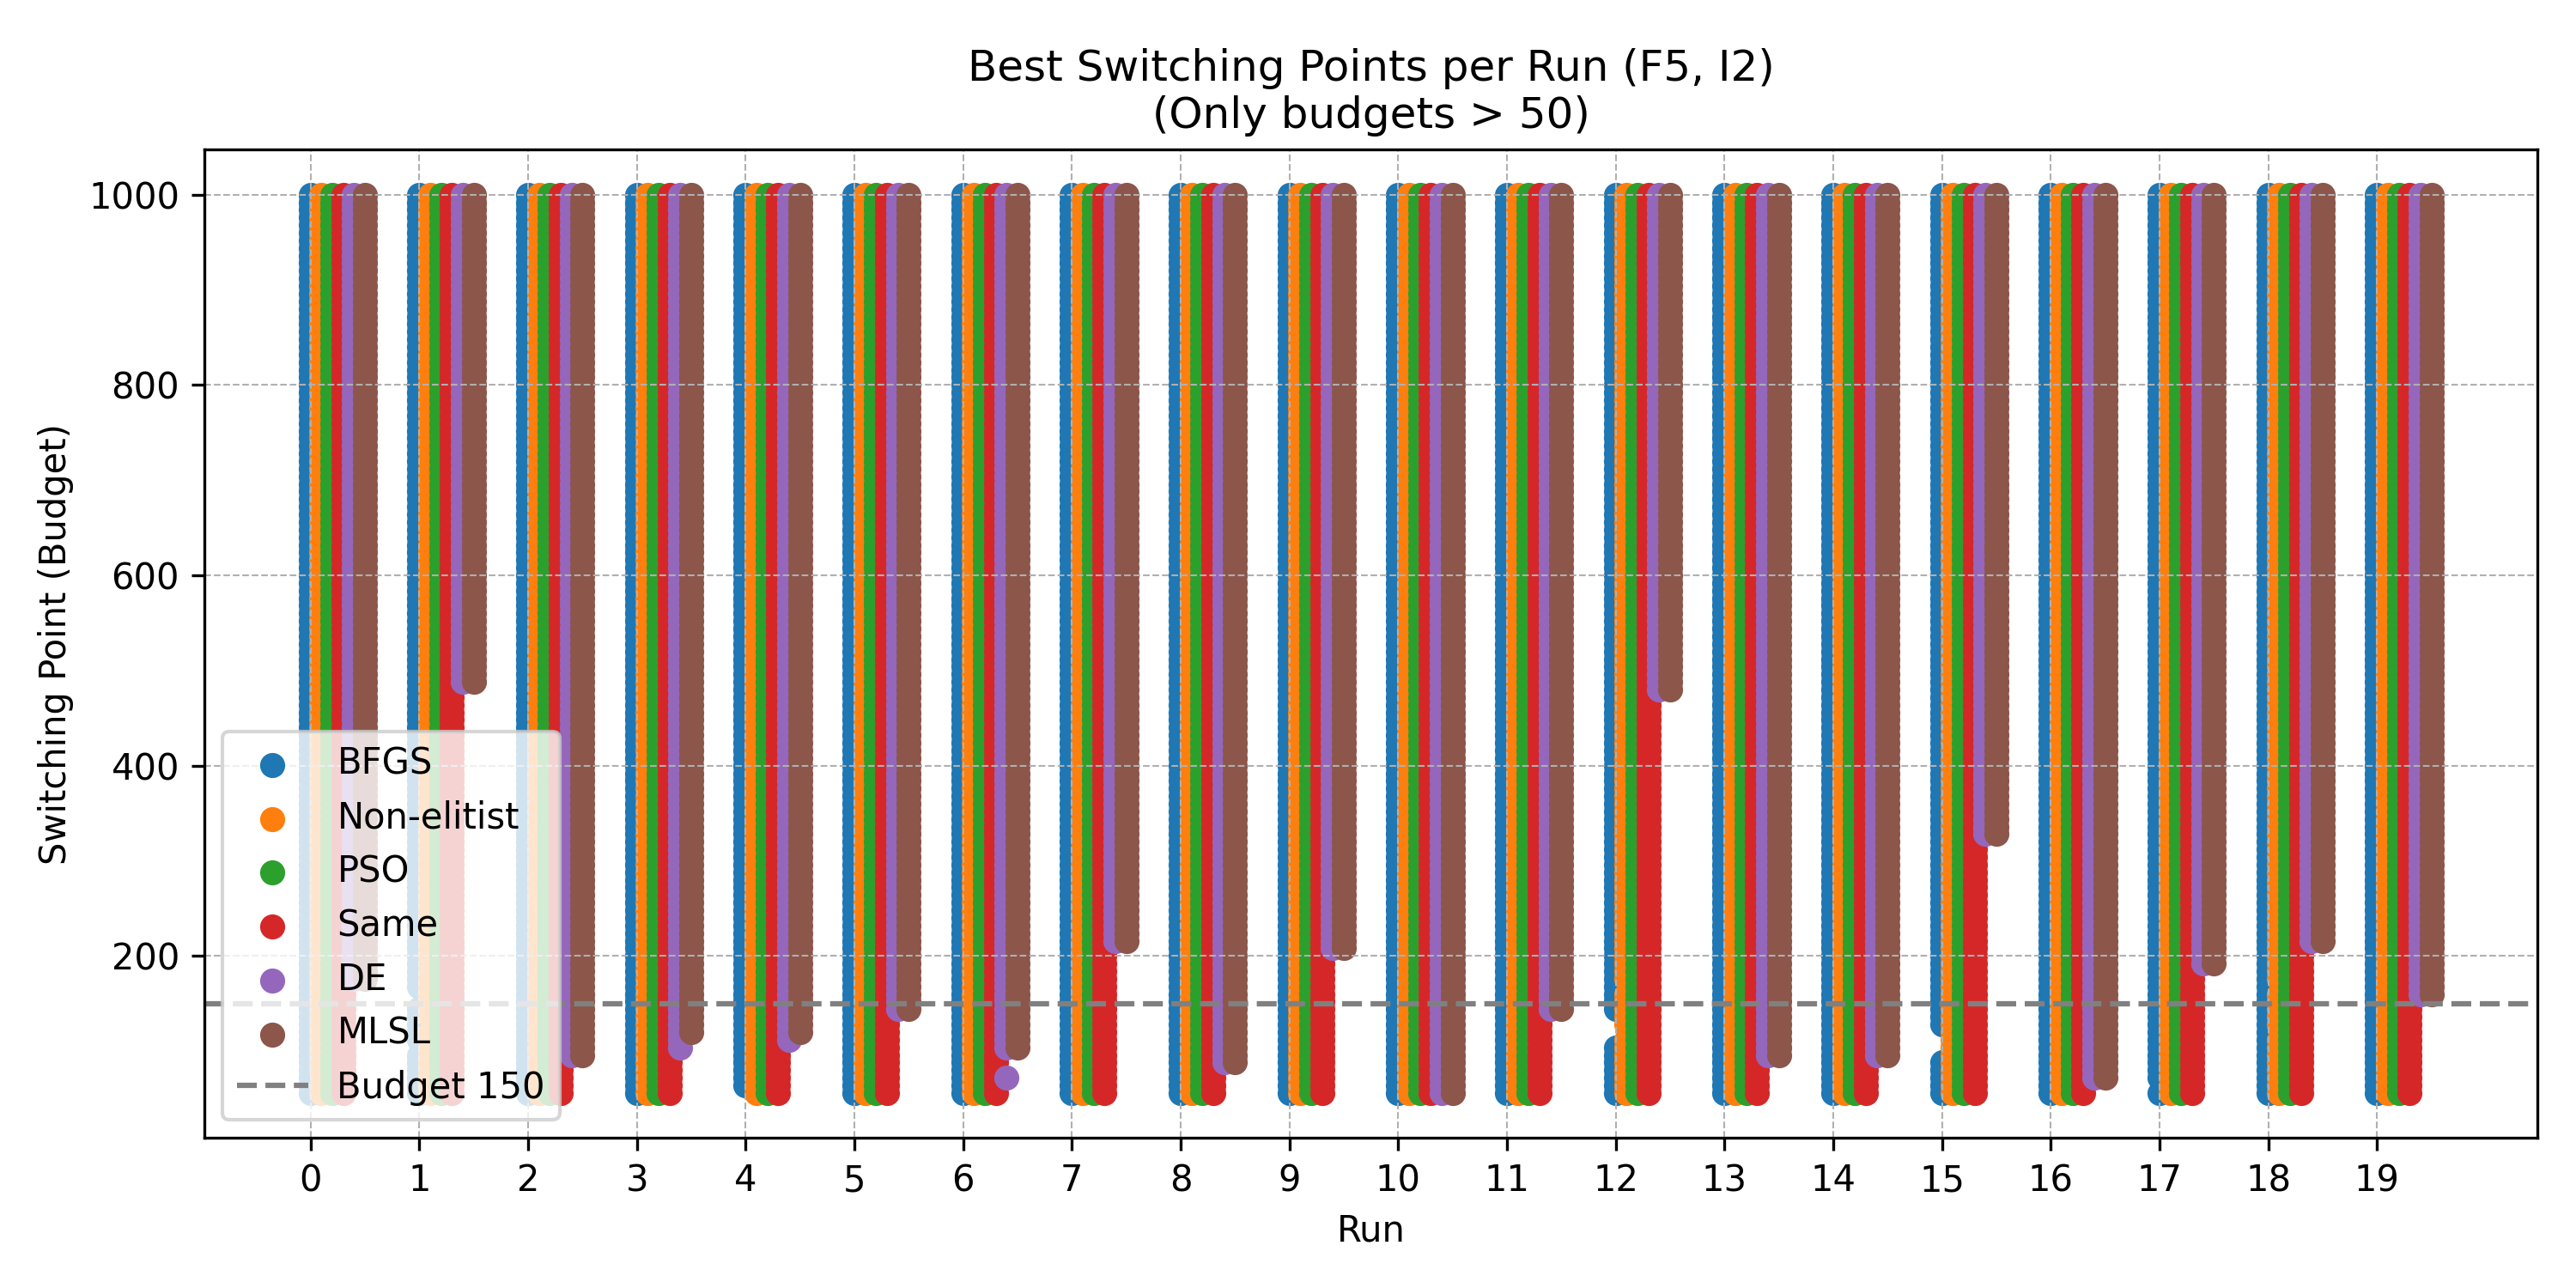 Best Switching Points per Run (F5, I2)
(Only budgets > 50)
Switching Point (Budget)
1000
800
600
400
200
BFGS
Non-elitist
PSO
Same
DE
MLSL
Budget 150
0 1 2 3 4 5 6 7 8 9 10 11 12 13 14 15 16 17 18 19
Run